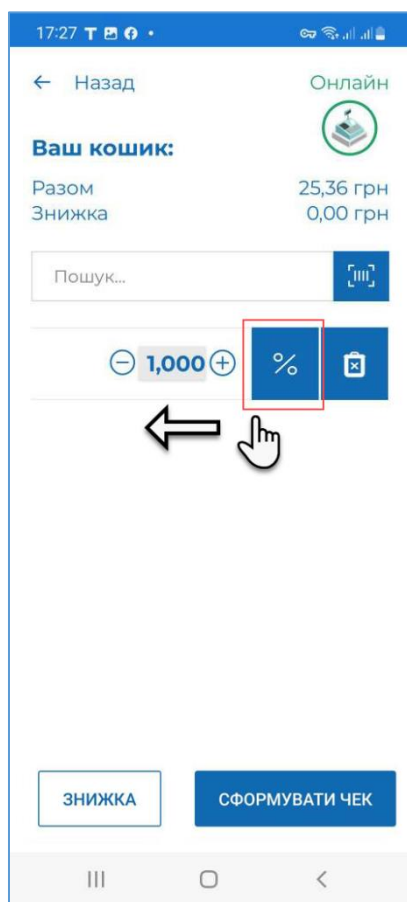 17:27
← Назад
Онлайн
Ваш кошик:
Разом 25,36 грн
Знижка 0,00 грн
Пошук...
1,000 %
ЗНИЖКА
СФОРМУВАТИ ЧЕК